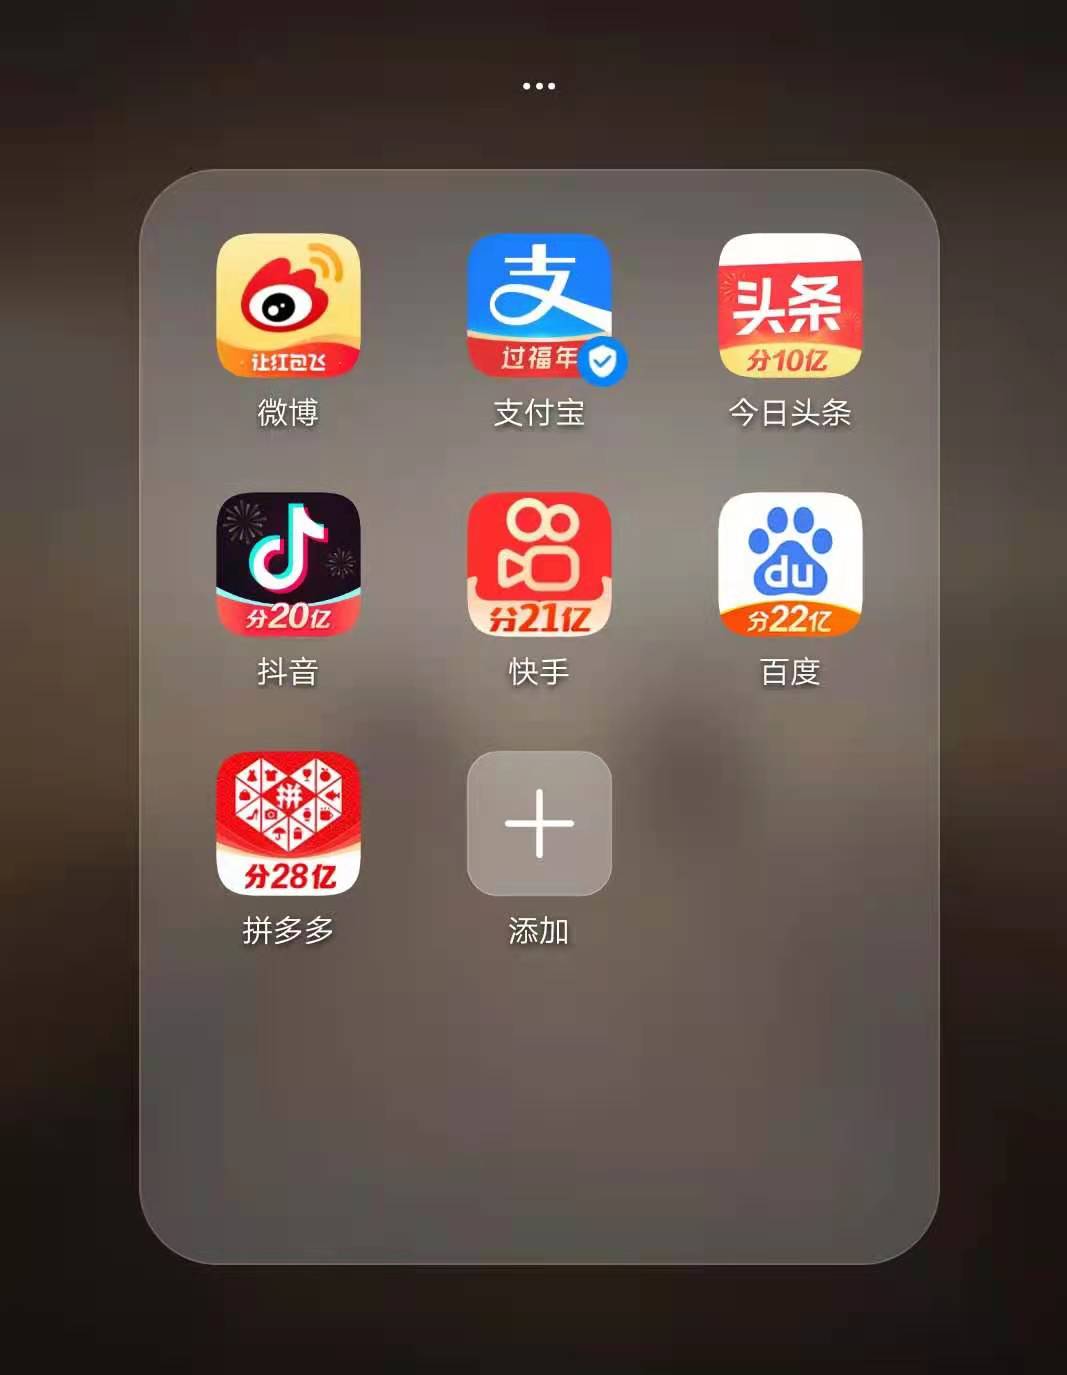 让红包飞
支
过福年
头条
分10亿
微博
支付宝
今日头条
分20亿
分21亿
du
分22亿
抖音
快手
百度
拼
分28亿
拼多多
添加